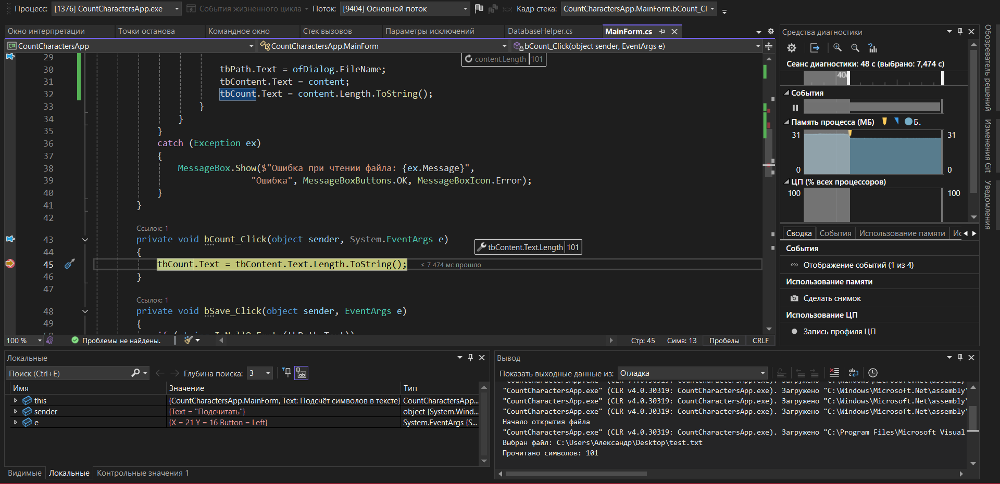 Процесс: [1376] CountCharactersApp.exe События жизненного цикла Поток: [9404] Основной поток Кадр стека: CountCharactersApp.MainForm.bCount_Cl
Окно интерпретации Точки останова Командное окно Стек вызовов Параметры исключений DatabaseHelper.cs MainForm.cs
CountCharactersApp CountCharactersApp.MainForm bCount_Click(object sender, EventArgs e)
29
content.Length 101
30 tbPath.Text = ofDialog.FileName;
31 tbContent.Text = content;
32 tbCount.Text = content.Length.ToString();
33 }
34 }
35 }
36 catch (Exception ex)
37 {
38 MessageBox.Show($"Ошибка при чтении файла: {ex.Message}",
39 "Ошибка", MessageBoxButtons.OK, MessageBoxIcon.Error);
40 }
41 }
42
Ссылок: 1
43 private void bCount_Click(object sender, System.EventArgs e)
tbContent.Text.Length 101
44 {
45 tbCount.Text = tbContent.Text.Length.ToString(); ≤ 7 474 мс прошло
46 }
47
Ссылок: 1
48 private void bSave_Click(object sender, EventArgs e)
49 {
100 % Проблемы не найдены. Стр: 45 Симв: 13 Пробелы CRLF
Средства диагностики
Сеанс диагностики: 48 с (выбрано: 7,474 с)
События
Память процесса (МБ) Б.
31 31
0 0
ЦП (% всех процессоров)
100 100
Сводка События Использование памяти Ис
События
Отображение событий (1 из 4)
Использование памяти
Сделать снимок
Использование ЦП
Запись профиля ЦП
Обозреватель решений
Изменения Git
Уведомления
Локальные
Поиск (Ctrl+E) Глубина поиска: 3
Имя Значение Тип
this {CountCharactersApp.MainForm, Text: Подсчёт символов в тексте} CountCharactersApp...
sender {Text = "Подсчитать"} object {System.Wind...
e {X = 21 Y = 16 Button = Left} System.EventArgs {S...
Видимые Локальные Контрольные значения 1
Вывод
Показать выходные данные из: Отладка
"CountCharactersApp.exe" (CLR v4.0.30319: CountCharactersApp.exe). Загружено "C:\Windows\Microsoft.Net\assembly\
"CountCharactersApp.exe" (CLR v4.0.30319: CountCharactersApp.exe). Загружено "C:\Windows\Microsoft.Net\assembly\
"CountCharactersApp.exe" (CLR v4.0.30319: CountCharactersApp.exe). Загружено "C:\Windows\Microsoft.Net\assembly\
"CountCharactersApp.exe" (CLR v4.0.30319: CountCharactersApp.exe). Загружено "C:\Windows\Microsoft.Net\assembly\
Начало открытия файла
"CountCharactersApp.exe" (CLR v4.0.30319: CountCharactersApp.exe). Загружено "C:\Program Files\Microsoft Visual
Выбран файл: C:\Users\Александр\Desktop\test.txt
Прочитано символов: 101